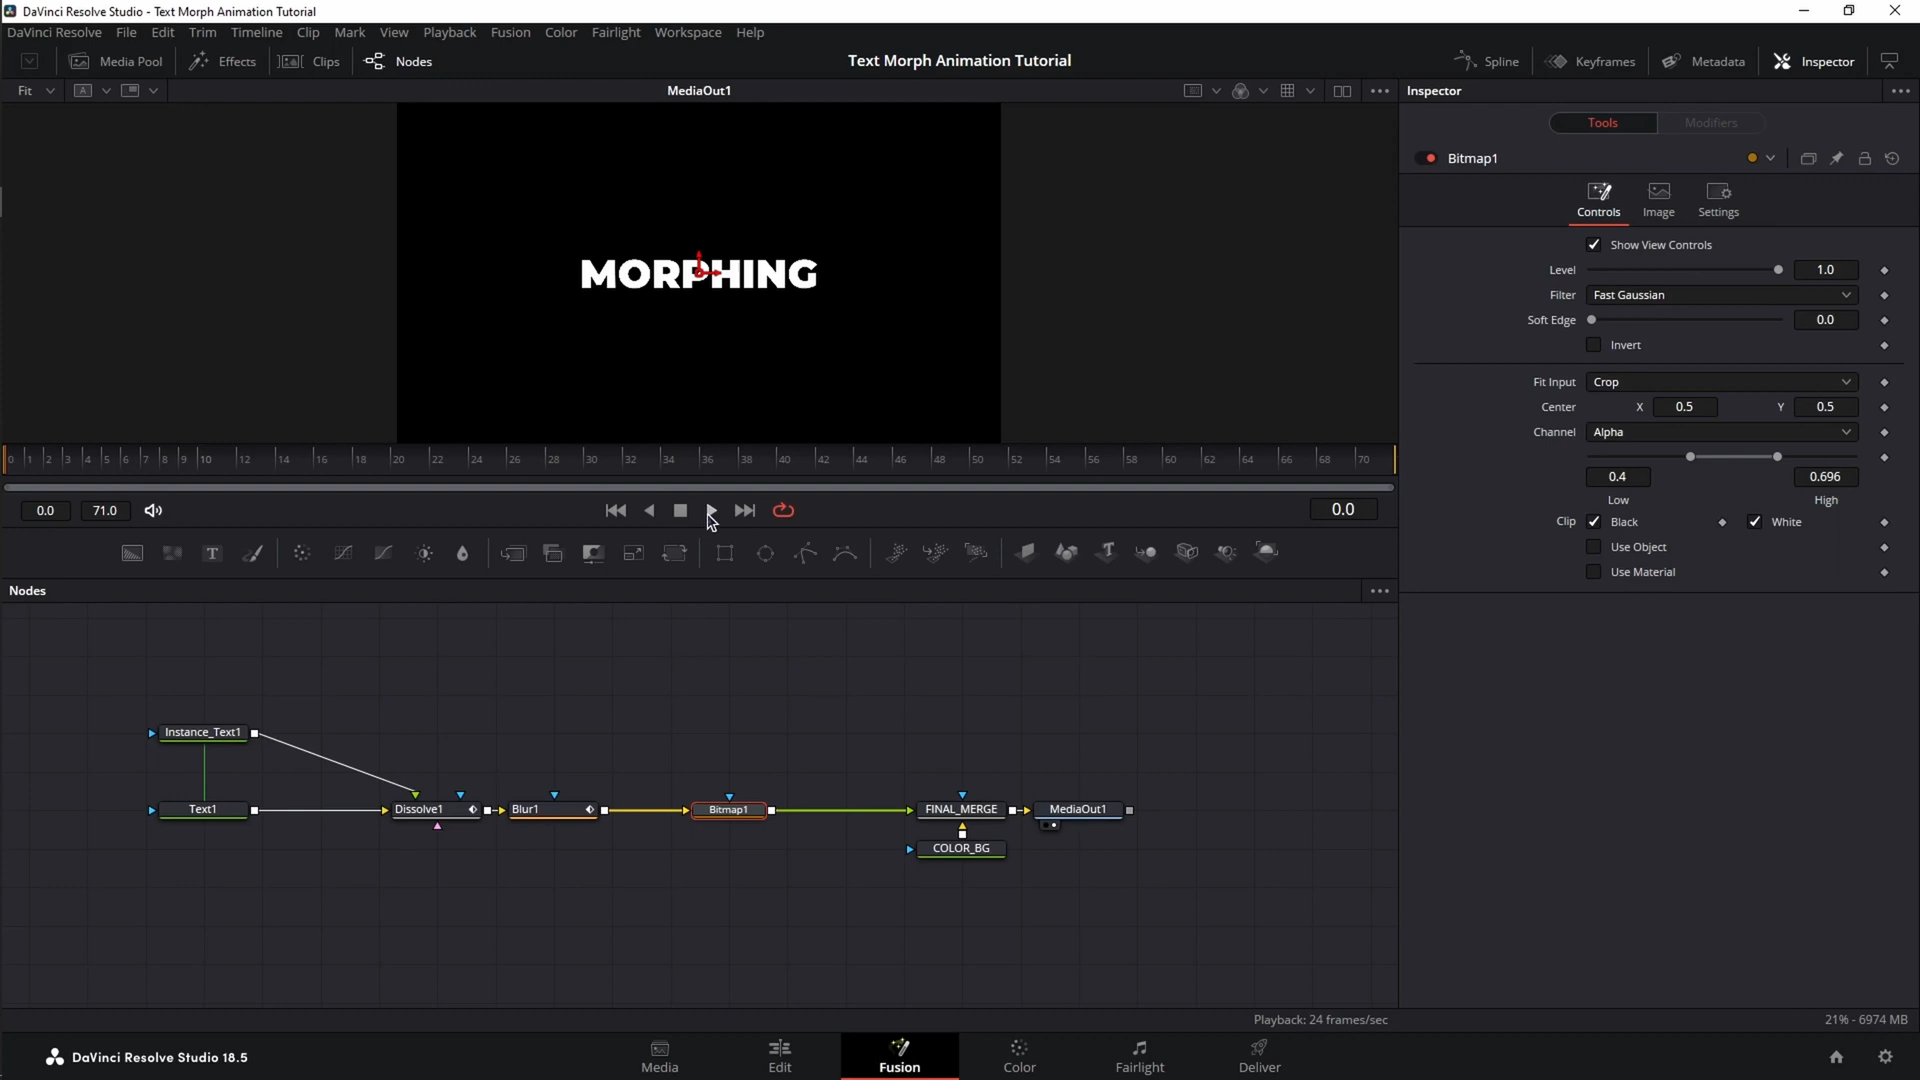 DaVinci Resolve Studio - Text Morph Animation Tutorial
DaVinci Resolve File Edit Trim Timeline Clip Mark View Playback Fusion Color Fairlight Workspace Help
Media Pool Effects Clips Nodes Text Morph Animation Tutorial Spline Keyframes Metadata Inspector
Fit A MediaOut1 Inspector
Tools Modifiers
Bitmap1
Controls Image Settings
Show View Controls
Level 1.0
Filter Fast Gaussian
Soft Edge 0.0
Invert
Fit Input Crop
Center X 0.5 Y 0.5
Channel Alpha
0.4 0.696
Low High
Clip Black White
Use Object
Use Material
MORPHING
0 1 2 3 4 5 6 7 8 9 10 12 14 16 18 20 22 24 26 28 30 32 34 36 38 40 42 44 46 48 50 52 54 56 58 60 62 64 66 68 70
0.0 71.0 0.0
Nodes
Instance_Text1
Text1 Dissolve1 Blur1 Bitmap1 FINAL_MERGE MediaOut1
COLOR_BG
Playback: 24 frames/sec 21% - 6974 MB
DaVinci Resolve Studio 18.5 Media Edit Fusion Color Fairlight Deliver